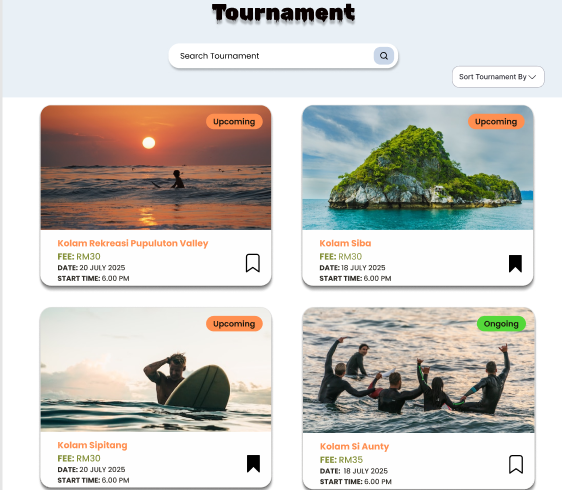 Tournament
Search Tournament
Sort Tournament By
Upcoming
Kolam Rekreasi Pupuluton Valley
FEE: RM30
DATE: 20 JULY 2025
START TIME: 6.00 PM
Upcoming
Kolam Siba
FEE: RM30
DATE: 18 JULY 2025
START TIME: 6.00 PM
Upcoming
Kolam Sipitang
FEE: RM30
DATE: 20 JULY 2025
START TIME: 6.00 PM
Ongoing
Kolam Si Aunty
FEE: RM35
DATE: 18 JULY 2025
START TIME: 6.00 PM